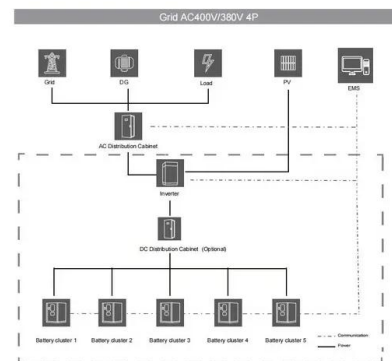 Grid AC400V/380V 4P
Grid
DG
Load
PV
EMS
AC Distribution Cabinet
Inverter
DC Distribution Cabinet (Optional)
Battery cluster 1
Battery cluster 2
Battery cluster 3
Battery cluster 4
Battery cluster 5
Communication
Power